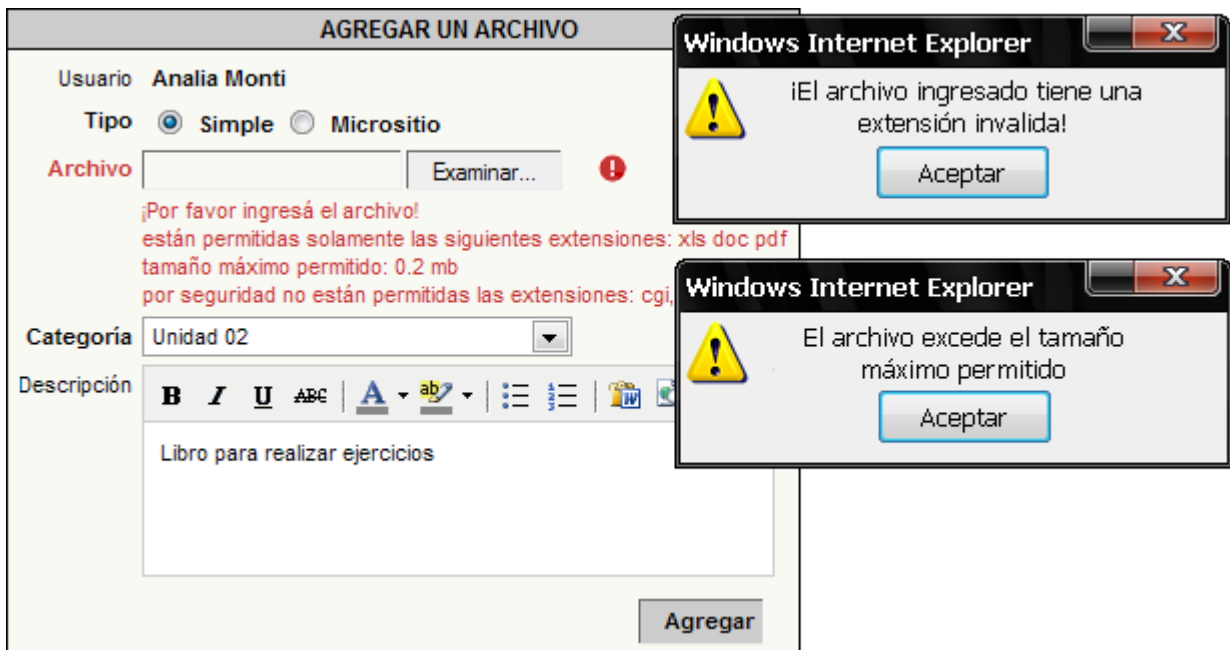 AGREGAR UN ARCHIVO
Usuario Analia Monti
Tipo Simple Micrositio
Archivo Examinar...
¡Por favor ingresá el archivo!
están permitidas solamente las siguientes extensiones: xls doc pdf
tamaño máximo permitido: 0.2 mb
por seguridad no están permitidas las extensiones: cgi,
Categoría Unidad 02
Descripción
B I U ABC A ab
Libro para realizar ejercicios
Agregar
Windows Internet Explorer
¡El archivo ingresado tiene una
extensión invalida!
Aceptar
Windows Internet Explorer
El archivo excede el tamaño
máximo permitido
Aceptar